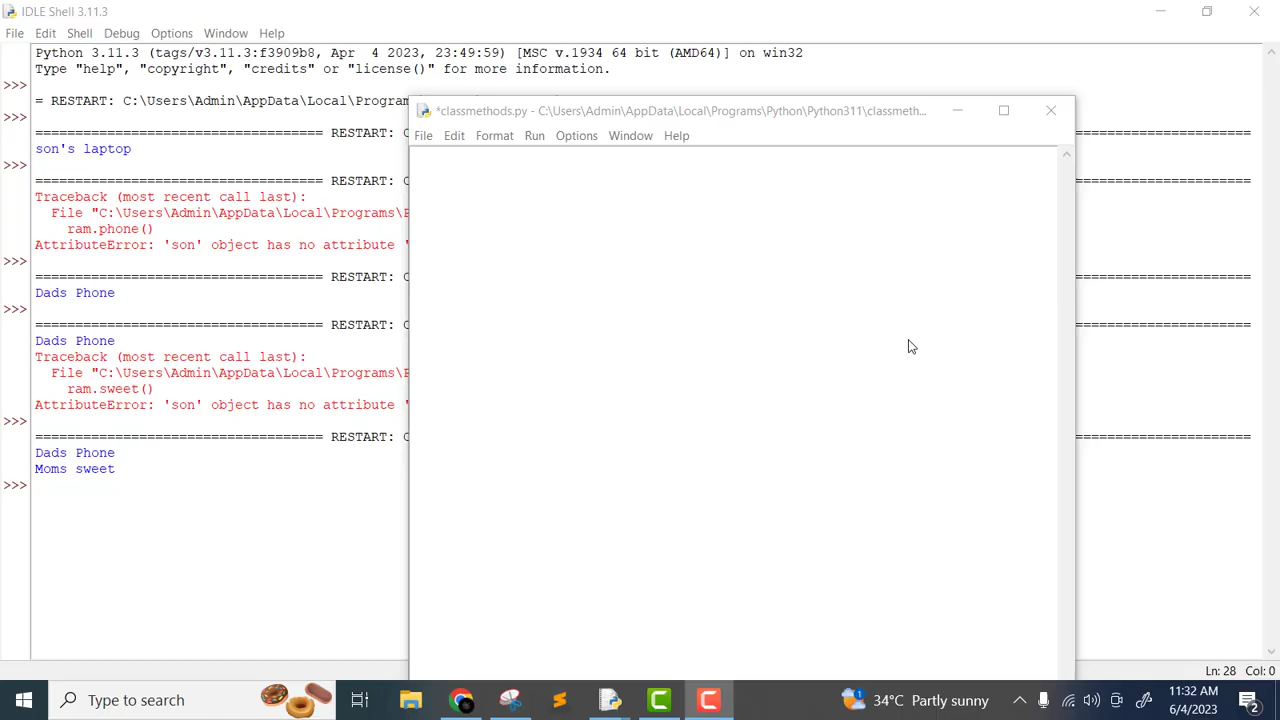 IDLE Shell 3.11.3
File Edit Shell Debug Options Window Help
Python 3.11.3 (tags/v3.11.3:f3909b8, Apr  4 2023, 23:49:59) [MSC v.1934 64 bit (AMD64)] on win32
Type "help", "copyright", "credits" or "license()" for more information.
>>>
= RESTART: C:\Users\Admin\AppData\Local\Program
>>>
==================================== RESTART: C
son's laptop
>>>
==================================== RESTART: C
Traceback (most recent call last):
File "C:\Users\Admin\AppData\Local\Programs\P
ram.phone()
AttributeError: 'son' object has no attribute '
>>>
==================================== RESTART: C
Dads Phone
>>>
==================================== RESTART: C
Dads Phone
Traceback (most recent call last):
File "C:\Users\Admin\AppData\Local\Programs\P
ram.sweet()
AttributeError: 'son' object has no attribute '
>>>
==================================== RESTART: C
Dads Phone
Moms sweet
>>>
*classmethods.py - C:\Users\Admin\AppData\Local\Programs\Python\Python311\classmeth...
File Edit Format Run Options Window Help
Ln: 28 Col: 0
Type to search
34°C Partly sunny
11:32 AM
6/4/2023
2
1